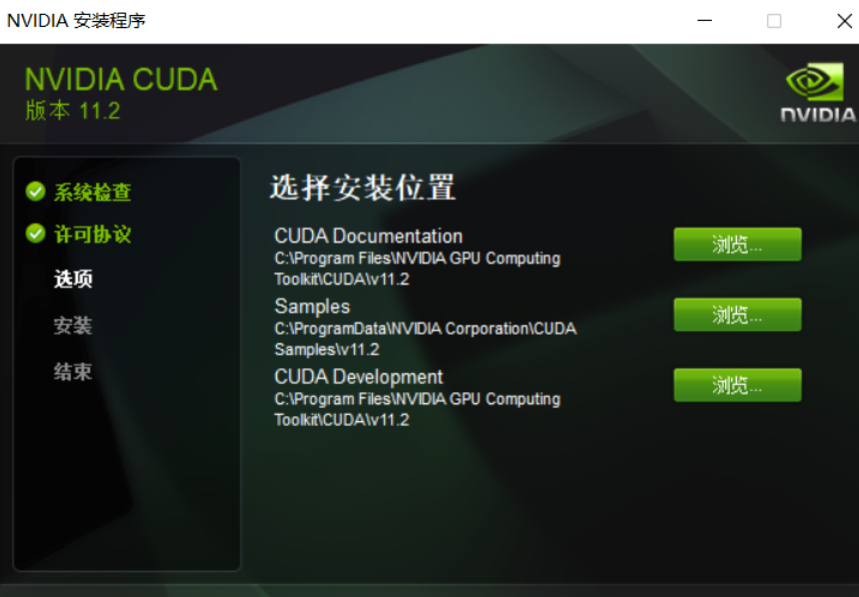 NVIDIA 安装程序
NVIDIA CUDA
版本 11.2
NVIDIA
系统检查
许可协议
选项
安装
结束
选择安装位置
CUDA Documentation
C:\Program Files\NVIDIA GPU Computing
Toolkit\CUDA\v11.2
浏览...
Samples
C:\ProgramData\NVIDIA Corporation\CUDA
Samples\v11.2
浏览...
CUDA Development
C:\Program Files\NVIDIA GPU Computing
Toolkit\CUDA\v11.2
浏览...